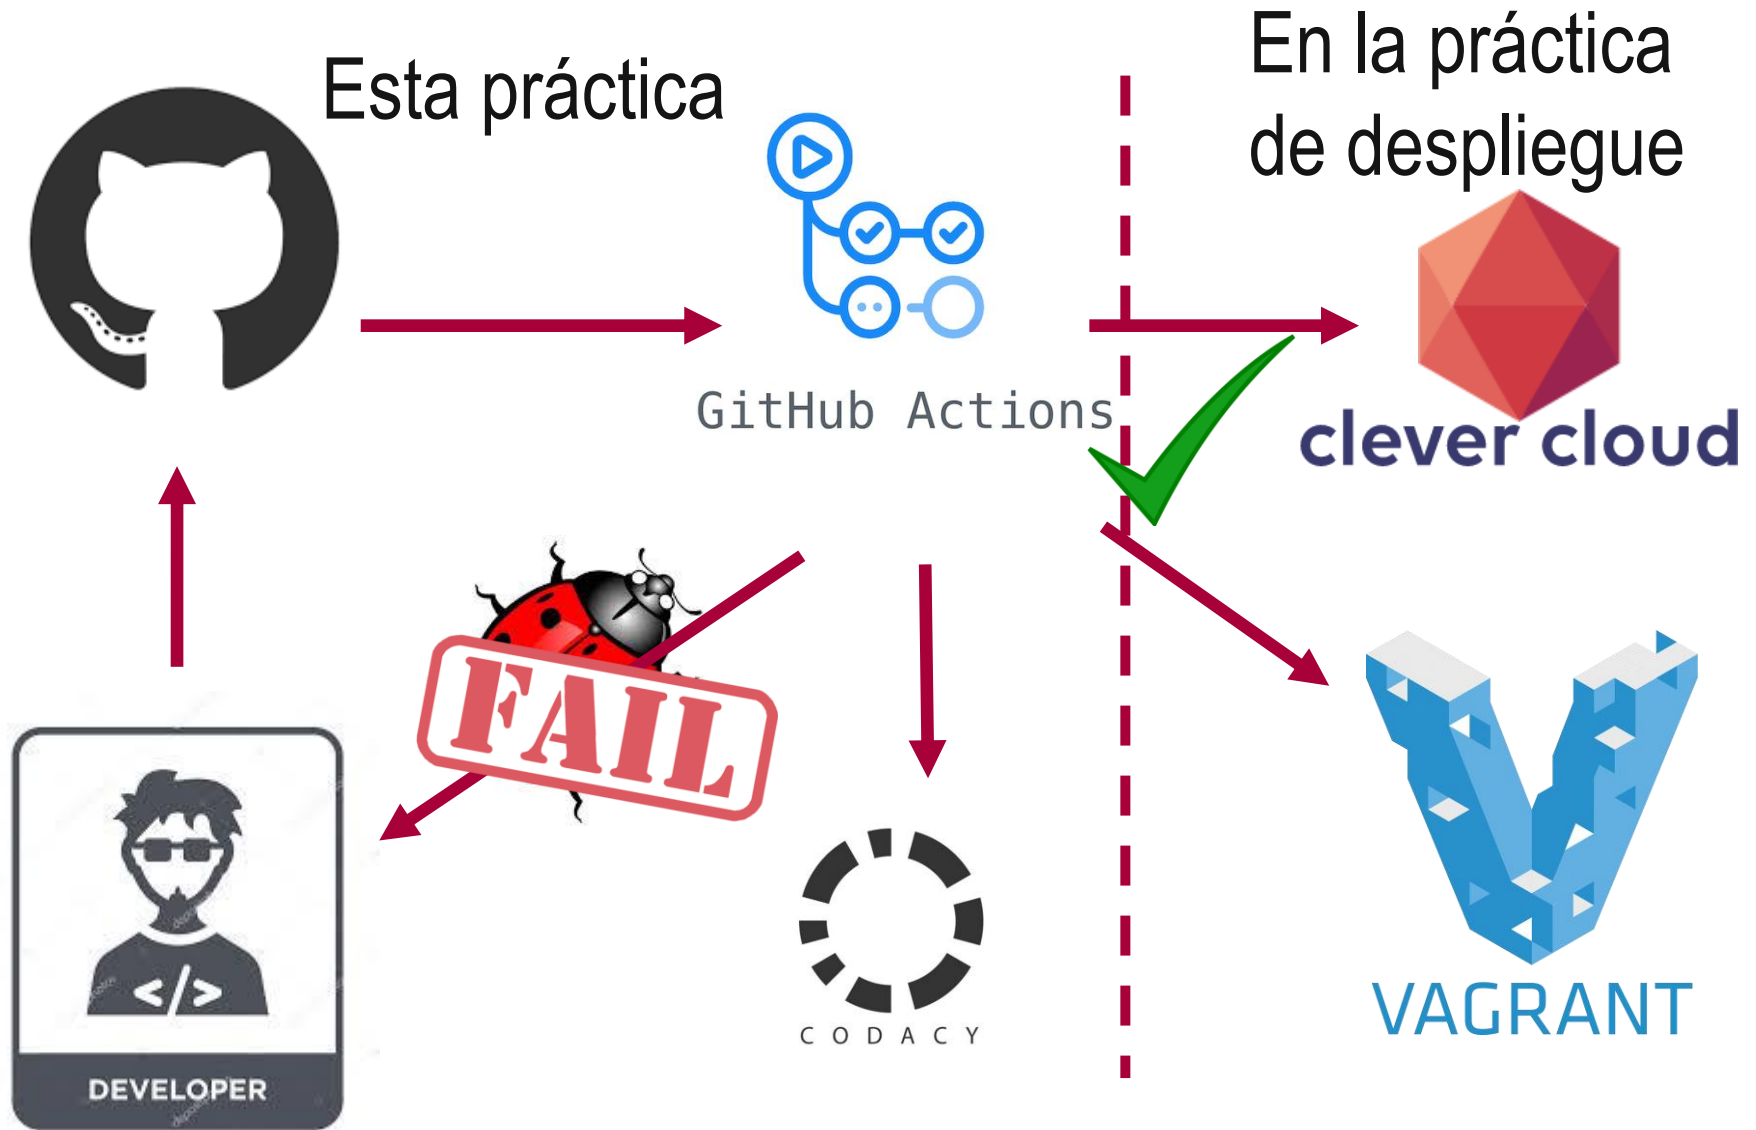 Esta práctica
En la práctica
de despliegue
GitHub Actions
clever cloud
FAIL
</>
CODACY
VAGRANT
DEVELOPER